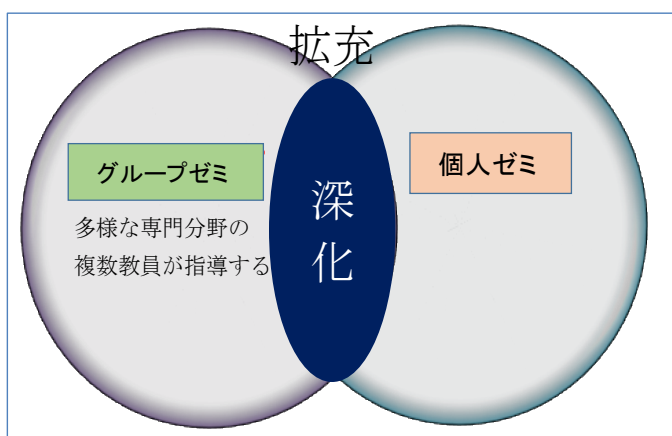 拡充
グループゼミ
多様な専門分野の
複数教員が指導する
深
化
個人ゼミ